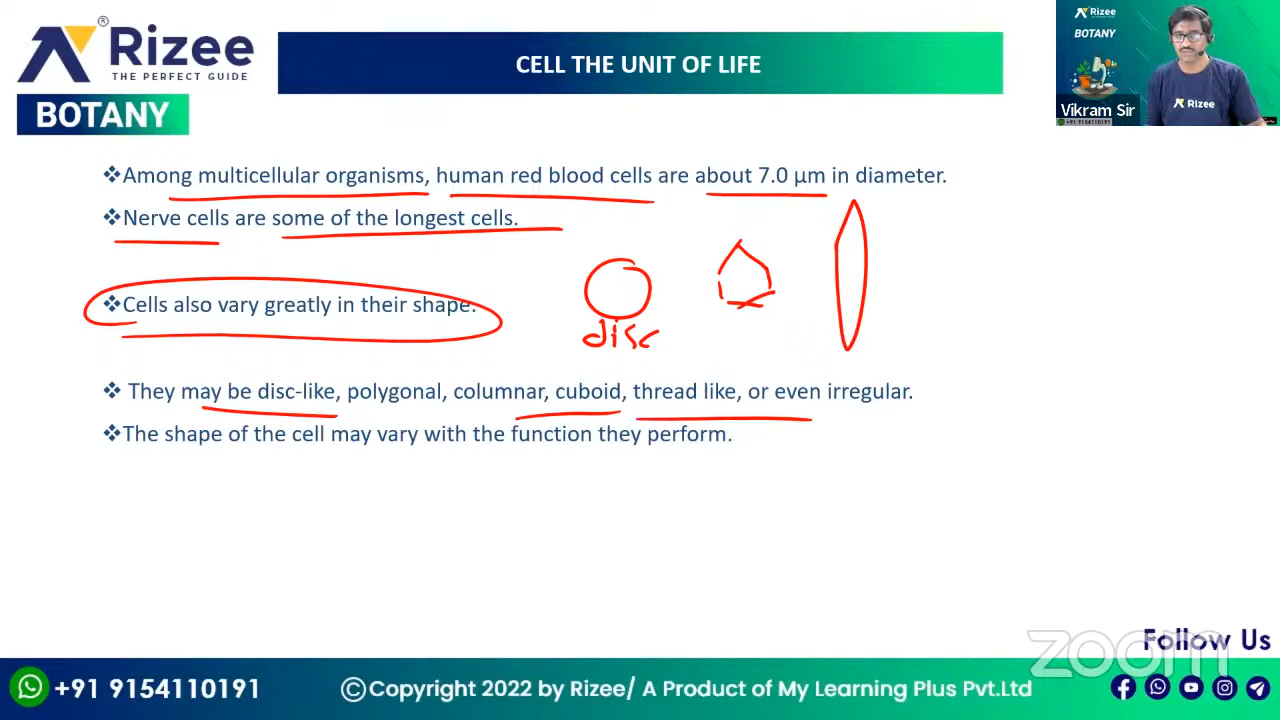 Rizee®
THE PERFECT GUIDE
BOTANY
CELL THE UNIT OF LIFE
Rizee
BOTANY
Rizee
Vikram Sir
+91 9154110191
❖Among multicellular organisms, human red blood cells are about 7.0 µm in diameter.
❖Nerve cells are some of the longest cells.
❖Cells also vary greatly in their shape.
disc
❖ They may be disc-like, polygonal, columnar, cuboid, thread like, or even irregular.
❖The shape of the cell may vary with the function they perform.
Follow Us
zoom
+91 9154110191
©Copyright 2022 by Rizee/ A Product of My Learning Plus Pvt.Ltd